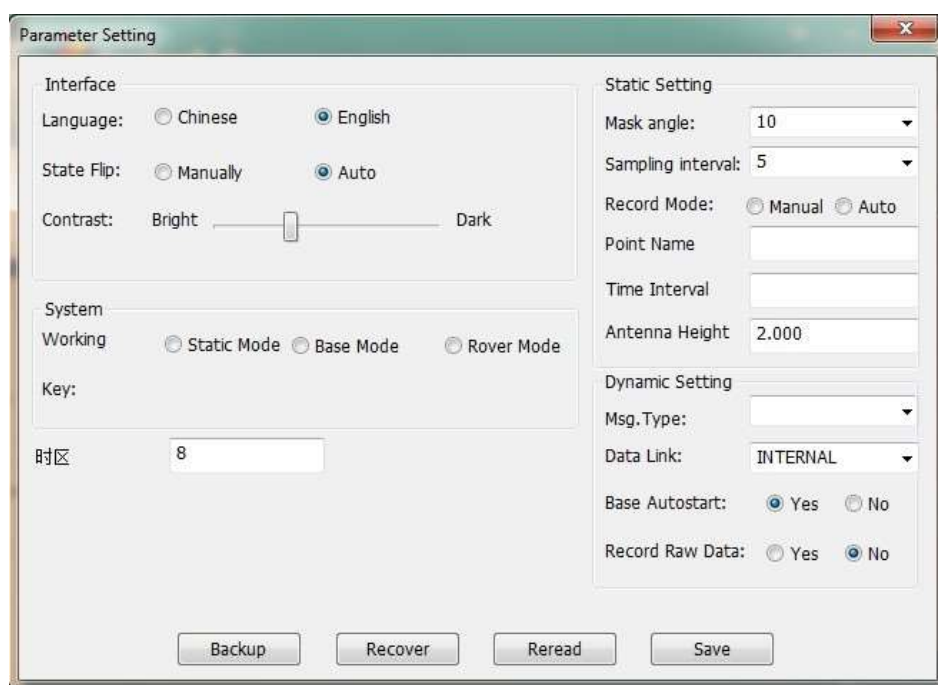 Parameter Setting
Interface
Language: Chinese English
State Flip: Manually Auto
Contrast: Bright Dark
System
Working Static Mode Base Mode Rover Mode
Key:
时区 8
Static Setting
Mask angle: 10
Sampling interval: 5
Record Mode: Manual Auto
Point Name
Time Interval
Antenna Height 2.000
Dynamic Setting
Msg.Type:
Data Link: INTERNAL
Base Autostart: Yes No
Record Raw Data: Yes No
Backup Recover Reread Save